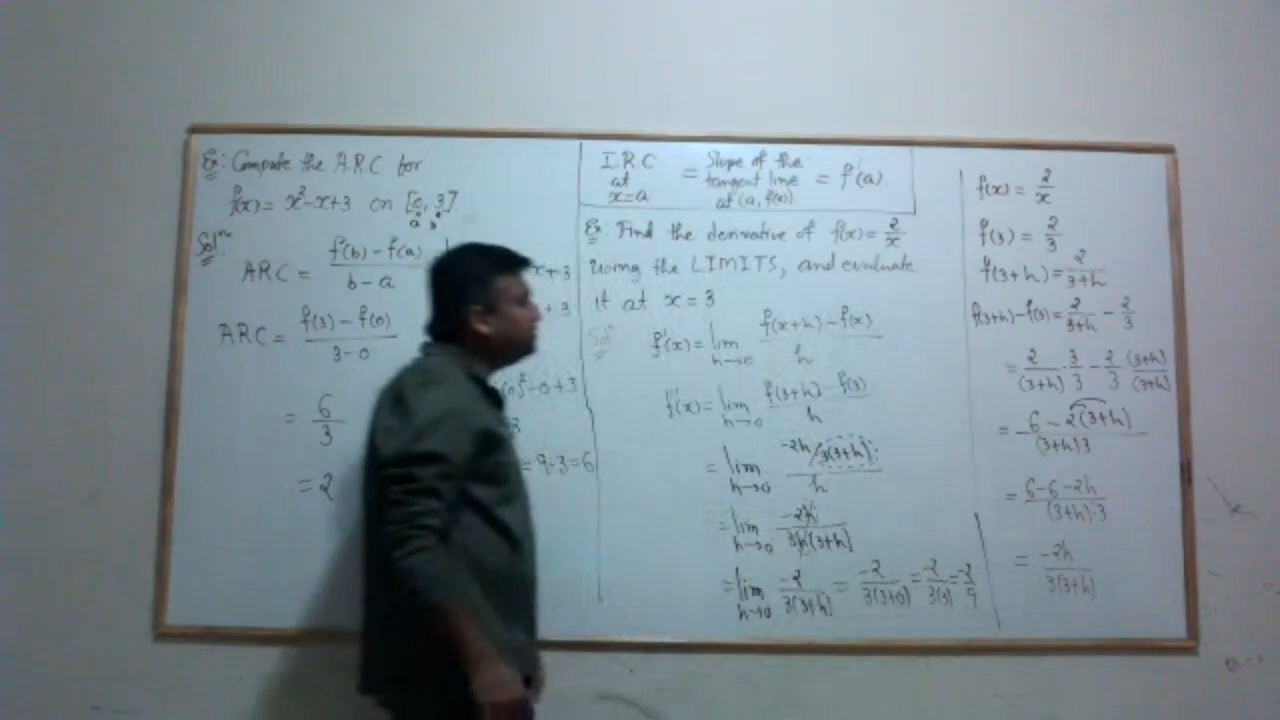 Ex: Compute the ARC for
f(x) = x²-x+3 on [0, 3]
a b
Solⁿ
ARC = f(b) - f(a) / b - a
x+3
+ 3
ARC = f(3) - f(0) / 3 - 0
(0)²-0+3
= 6/3
= 9-3=6
= 2
I.R.C at x=a = Slope of the tangent line at (a, f(a)) = f'(a)
Ex: Find the derivative of f(x) = 2/x
using the LIMITS, and evaluate
it at x = 3
Solⁿ
f'(x) = lim h→0 f(x+h) - f(x) / h
f'(x) = lim h→0 f(3+h) - f(3) / h
= lim h→0 -2h/3(3+h) / h
= lim h→0 -2h / 3h(3+h)
= lim h→0 -2 / 3(3+h) = -2 / 3(3+0) = -2 / 3(3) = -2/9
f(x) = 2/x
f(3) = 2/3
f(3+h) = 2/3+h
f(3+h) - f(3) = 2/3+h - 2/3
= 2/(3+h) · 3/3 - 2/3 (3+h)/(3+h)
= 6 - 2(3+h) / (3+h)3
= 6-6-2h / (3+h)·3
= -2h / 3(3+h)